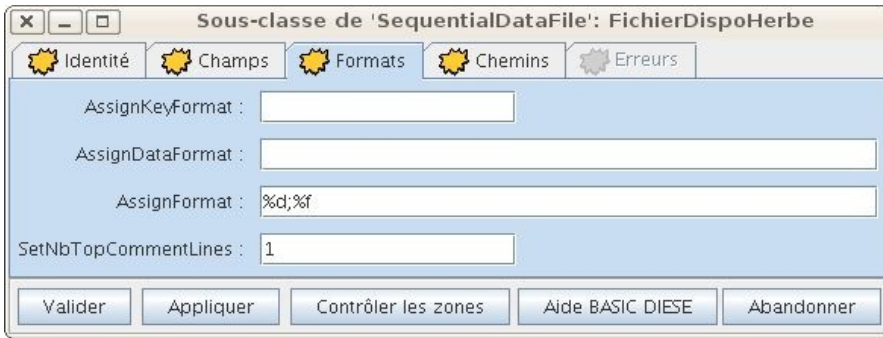 Sous-classe de 'SequentialDataFile': FichierDispoHerbe
Identité Champs Formats Chemins Erreurs
AssignKeyFormat :
AssignDataFormat :
AssignFormat : %d;%f
SetNbTopCommentLines : 1
Valider Appliquer Contrôler les zones Aide BASIC DIESE Abandonner